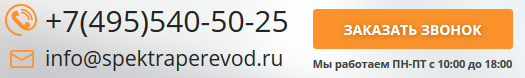 +7(495)540-50-25
ЗАКАЗАТЬ ЗВОНОК
info@spektraperevod.ru
Мы работаем ПН-ПТ с 10:00 до 18:00